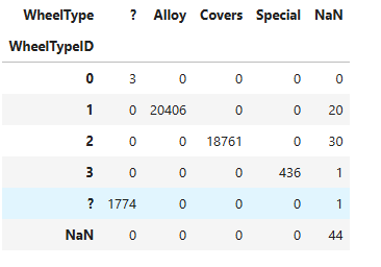 WheelType ? Alloy Covers Special NaN
WheelTypeID
0 3 0 0 0 0
1 0 20406 0 0 20
2 0 0 18761 0 30
3 0 0 0 436 1
? 1774 0 0 0 1
NaN 0 0 0 0 44